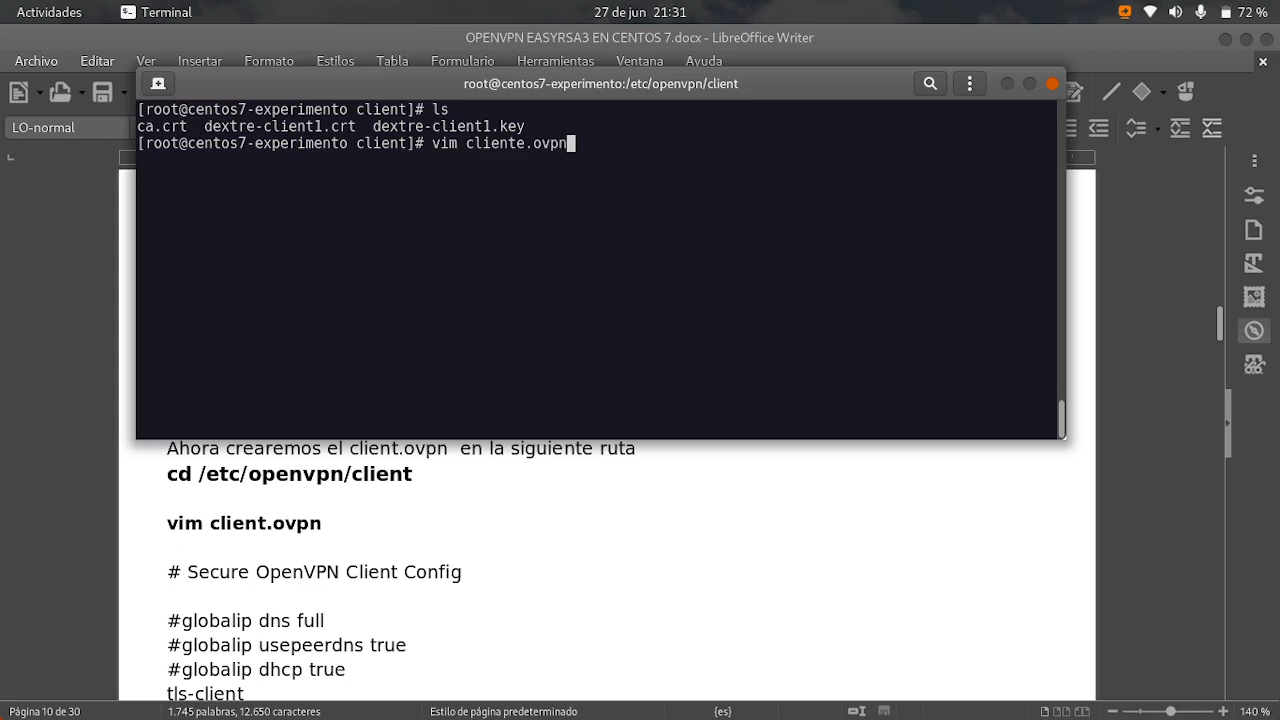 Actividades Terminal 27 de jun 21:31 72 %
OPENVPN EASYRSA3 EN CENTOS 7.docx - LibreOffice Writer
Archivo Editar Ver Insertar Formato Estilos Tabla Formulario Herramientas Ventana Ayuda
root@centos7-experimento:/etc/openvpn/client
LO-normal
[root@centos7-experimento client]# ls
ca.crt dextre-client1.crt dextre-client1.key
[root@centos7-experimento client]# vim cliente.ovpn
Ahora crearemos el client.ovpn en la siguiente ruta
cd /etc/openvpn/client
vim client.ovpn
# Secure OpenVPN Client Config
#globalip dns full
#globalip usepeerdns true
#globalip dhcp true
tls-client
Página 10 de 30 1.745 palabras, 12.650 caracteres Estilo de página predeterminado {es} 140 %